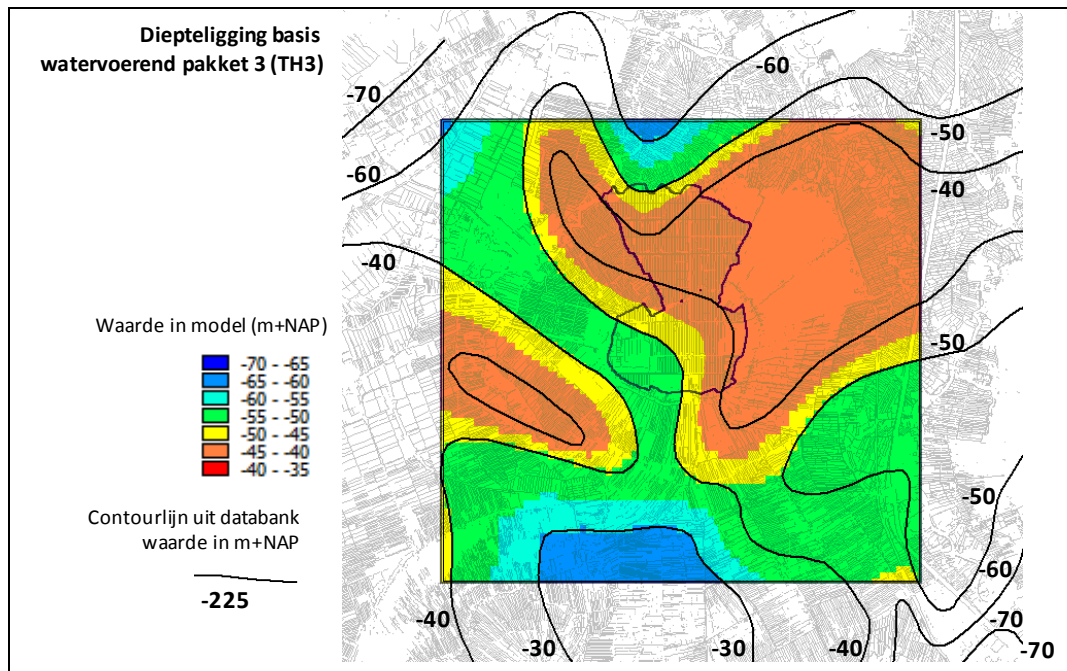 Diepteligging basis
watervoerend pakket 3 (TH3)
-70
-60
-60
-50
-40
-40
-50
Waarde in model (m+NAP)
-70 - -65
-65 - -60
-60 - -55
-55 - -50
-50 - -45
-45 - -40
-40 - -35
Contourlijn uit databank
waarde in m+NAP
-225
-50
-60
-70
-70
-40
-30
-30
-40